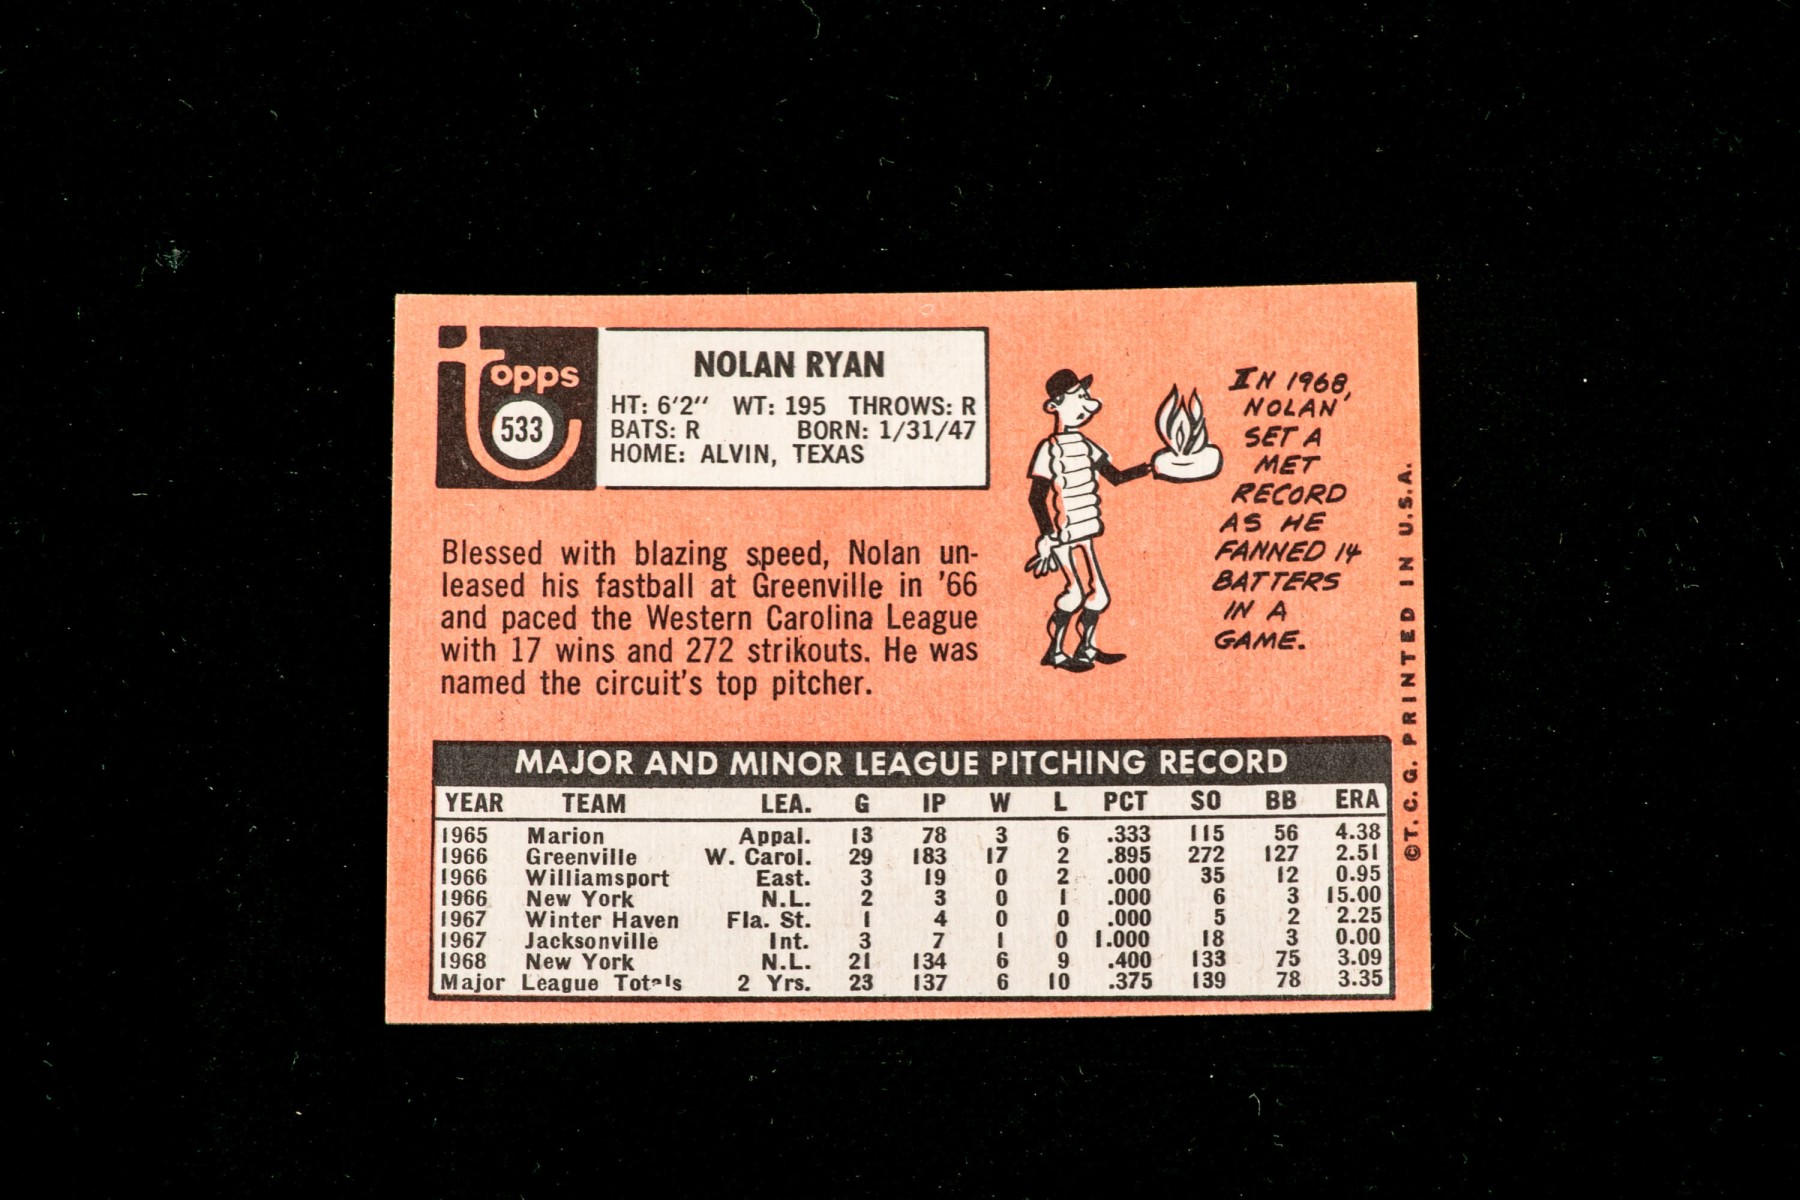 topps
533
NOLAN RYAN
HT: 6'2" WT: 195 THROWS: R
BATS: R BORN: 1/31/47
HOME: ALVIN, TEXAS
Blessed with blazing speed, Nolan un-
leased his fastball at Greenville in '66
and paced the Western Carolina League
with 17 wins and 272 strikouts. He was
named the circuit's top pitcher.
IN 1968,
NOLAN
SET A
MET
RECORD
AS HE
FANNED 14
BATTERS
IN A
GAME.
MAJOR AND MINOR LEAGUE PITCHING RECORD
YEAR TEAM LEA. G IP W L PCT SO BB ERA
1965 Marion Appal. 13 78 3 6 .333 115 56 4.38
1966 Greenville W. Carol. 29 183 17 2 .895 272 127 2.51
1966 Williamsport East. 3 19 0 2 .000 35 12 0.95
1966 New York N.L. 2 3 0 1 .000 6 3 15.00
1967 Winter Haven Fla. St. 1 4 0 0 .000 5 2 2.25
1967 Jacksonville Int. 3 7 1 0 1.000 18 3 0.00
1968 New York N.L. 21 134 6 9 .400 133 75 3.09
Major League Totals 2 Yrs. 23 137 6 10 .375 139 78 3.35
©T.C.G. PRINTED IN U.S.A.